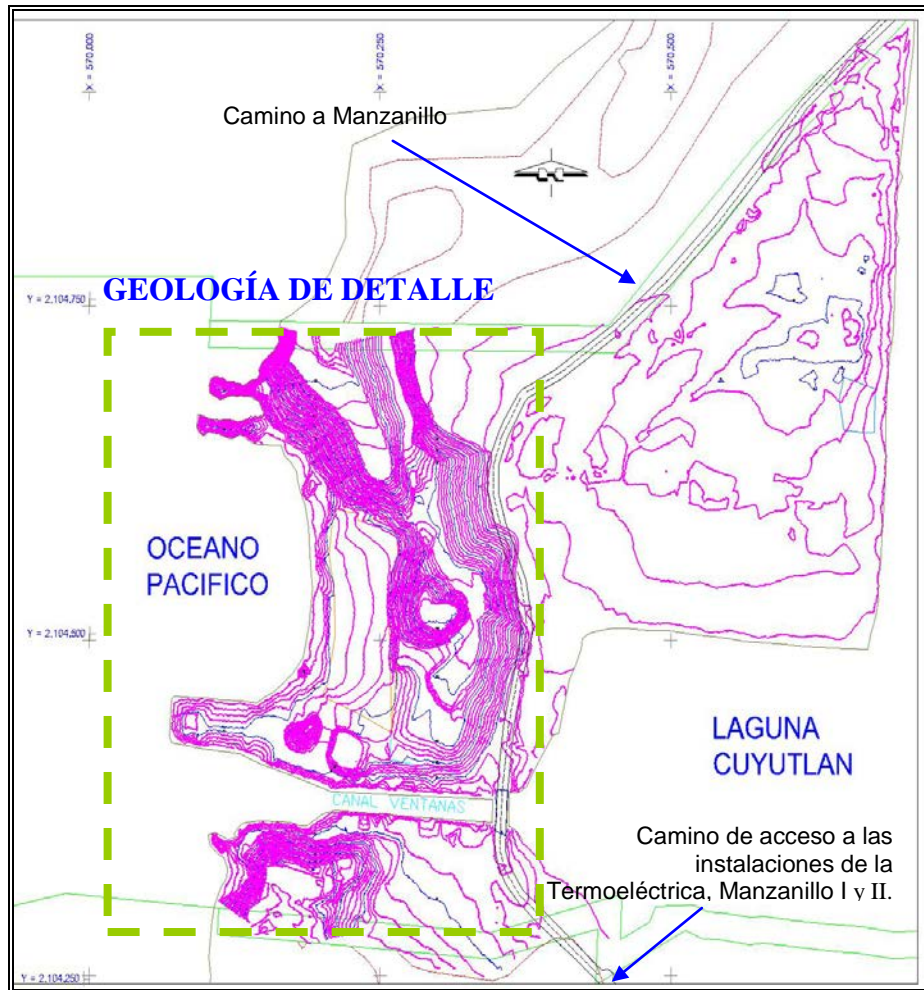 X = 570,000
X = 570,250
X = 570,500
Camino a Manzanillo
GEOLOGÍA DE DETALLE
Y = 2,104,750
OCEANO
PACIFICO
Y = 2,104,500
LAGUNA
CUYUTLAN
CANAL VENTANAS
Camino de acceso a las
instalaciones de la
Termoeléctrica, Manzanillo I y II.
Y = 2,104,250